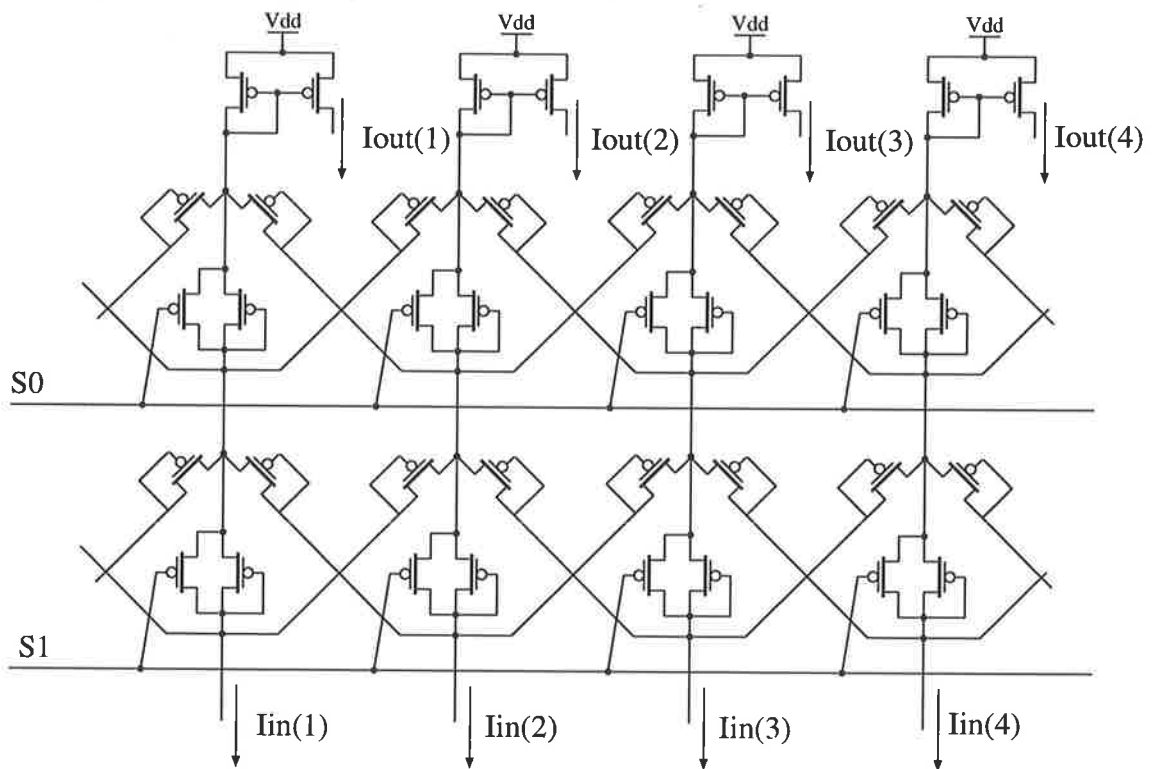 Vdd Vdd Vdd Vdd
Iout(1) Iout(2) Iout(3) Iout(4)
S0
S1
Iin(1) Iin(2) Iin(3) Iin(4)